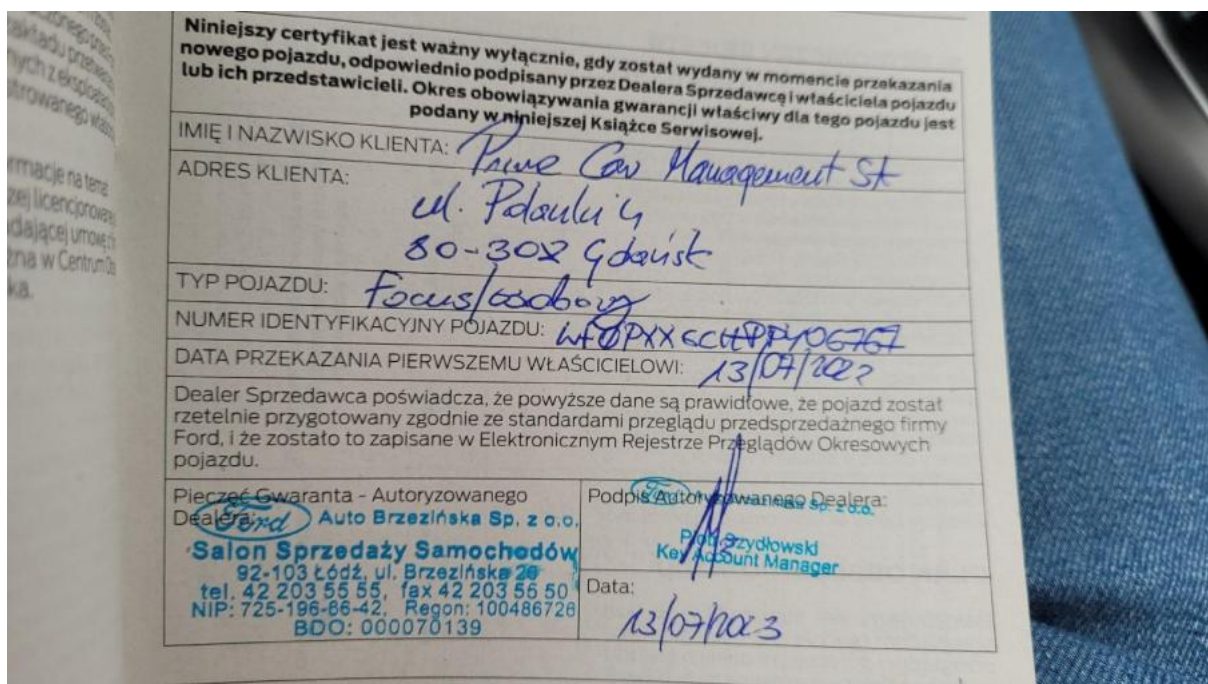 Niniejszy certyfikat jest ważny wyłącznie, gdy został wydany w momencie przekazania
nowego pojazdu, odpowiednio podpisany przez Dealera Sprzedawcę i właściciela pojazdu
lub ich przedstawicieli. Okres obowiązywania gwarancji właściwy dla tego pojazdu jest
podany w niniejszej Książce Serwisowej.
IMIĘ I NAZWISKO KLIENTA: Prime Car Management SA
ADRES KLIENTA:
ul. Polanki 4
80-308 Gdańsk
TYP POJAZDU: Focus/osobowy
NUMER IDENTYFIKACYJNY POJAZDU:
DATA PRZEKAZANIA PIERWSZEMU WŁAŚCICIELOWI: 13/07/2023
Dealer Sprzedawca poświadcza, że powyższe dane są prawidłowe, że pojazd został
rzetelnie przygotowany zgodnie ze standardami przeglądu przedsprzedażnego firmy
Ford, i że zostało to zapisane w Elektronicznym Rejestrze Przeglądów Okresowych
pojazdu.
Pieczęć Gwaranta - Autoryzowanego
Dealera:
Ford Auto Brzezińska Sp. z o.o.
Salon Sprzedaży Samochodów
92-103 Łódź, ul. Brzezińska 26
tel. 42 203 55 55, fax 42 203 55 50
NIP: 725-196-86-42, Regon: 100486728
BDO: 000070139
Podpis Autoryzowanego Dealera:
Sp. z o.o.
Piotr Szydłowski
Key Account Manager
Data:
13/07/2023